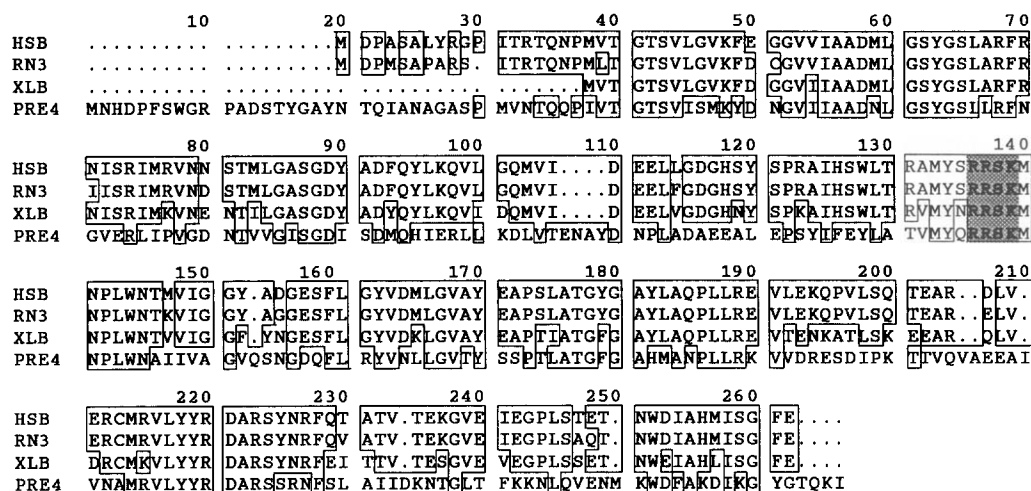 10 20 30 40 50 60 70
HSB .......... .........M DPASALYRGP ITRTQNPMVT GTSVLGVKFE GGVVIAADML GSYGSLARFR
RN3 .......... .........M DPMSAPARS. ITRTQNPMLT GTSVLGVKFD CGVVIAADML GSYGSLARFR
XLB .......... .......... .......... .......MVT GTSVLGVKFD GGVIIAADML GSYGSLARFR
PRE4 MNHDPFSWGR PADSTYGAYN TQIANAGASP MVNTQQPIVT GTSVISMKYD NGVIIAADNL GSYGSLLRFN
80 90 100 110 120 130 140
HSB NISRIMRVNN STMLGASGDY ADFQYLKQVL GQMVI....D EELLGDGHSY SPRAIHSWLT RAMYSRRSKM
RN3 IISRIMRVND STMLGASGDY ADFQYLKQVL GQMVI....D EELFGDGHSY SPRAIHSWLT RAMYSRRSKM
XLB NISRIMKVNE NTILGASGDY ADYQYLKQVI DQMVI....D EELVGDGHNY SPKAIHSWLT RVMYNRRSKM
PRE4 GVERLIPVGD NTVVGISGDI SDMQHIERLL KDLVTENAYD NPLADAEEAL EPSYIFEYLA TVMYQRRSKM
150 160 170 180 190 200 210
HSB NPLWNTMVIG GY.ADGESFL GYVDMLGVAY EAPSLATGYG AYLAQPLLRE VLEKQPVLSQ TEAR..DLV.
RN3 NPLWNTKVIG GY.AGGESFL GYVDMLGVAY EAPSLATGYG AYLAQPLLRE VLEKQPVLSQ TEAR..ELV.
XLB NPLWNTVVIG GF.YNGESFL GYVDKLGVAY EAPTIATGYG AYLAQPLLRE VTENKATLSK EEAR..QLV.
PRE4 NPLWNAIIVA GVQSNGDQFL RYVNLLGVTY SSPTLATGFG AHMANPLLRK VVDRESDIPK TTVQVAEEAI
220 230 240 250 260
HSB ERCMRVLYYR DARSYNRFQT ATV.TEKGVE IEGPLSTET. NWDIAHMISG FE....
RN3 ERCMRVLYYR DARSYNRFQV ATV.TEKGVE IEGPLSAQT. NWDIAHMISG FE....
XLB DRCMKVLYYR DARSYNRFEI TTV.TESGVE VEGPLSSET. NWEIAHLISG FE....
PRE4 VNAMRVLYYR DARSSRNFSL AIIDKNTGLT FKKNLQVENM KWDFAKDIKG YGTQKI